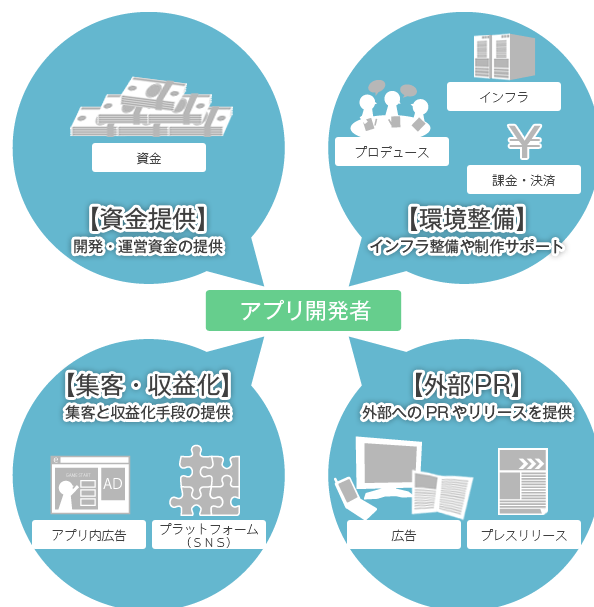 資金
【資金提供】
開発・運営資金の提供
インフラ
プロデュース
課金・決済
【環境整備】
インフラ整備や制作サポート
アプリ開発者
【集客・収益化】
集客と収益化手段の提供
GAME START
AD
アプリ内広告
プラットフォーム
(ＳＮＳ)
【外部PR】
外部へのPRやリリースを提供
広告
プレスリリース